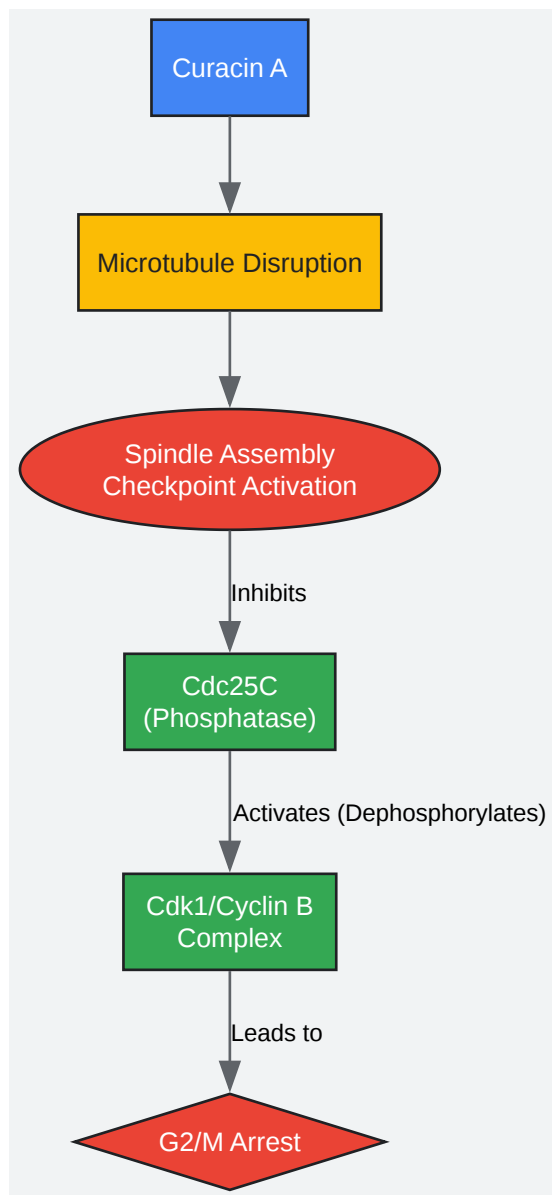 Curacin A
Microtubule Disruption
Spindle Assembly
Checkpoint Activation
Inhibits
Cdc25C
(Phosphatase)
Activates (Dephosphorylates)
Cdk1/Cyclin B
Complex
Leads to
G2/M Arrest